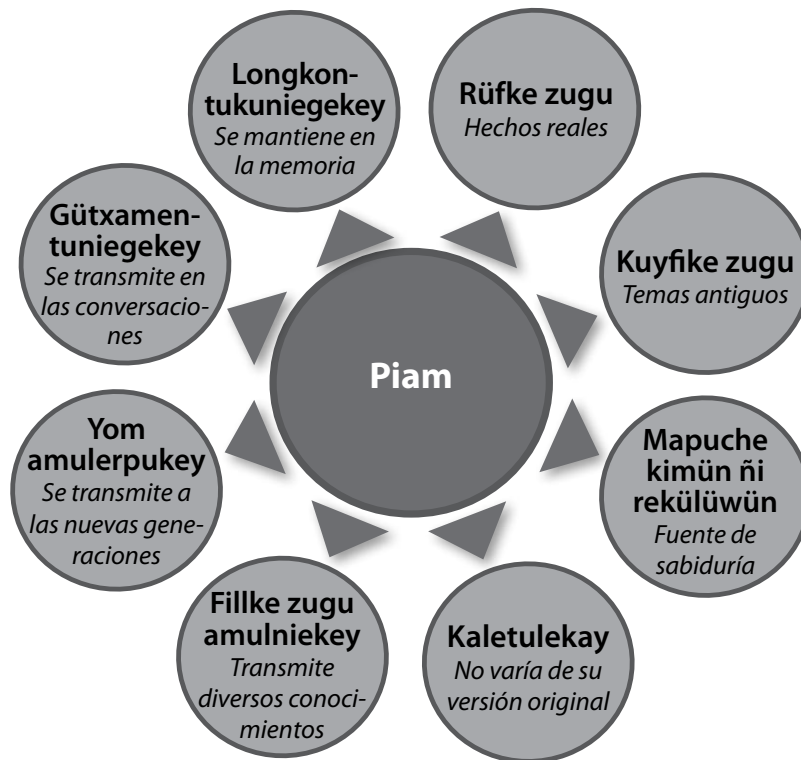 Longkon-
tukuniegekey
Se mantiene en
la memoria
Rüfke zugu
Hechos reales
Kuyfike zugu
Temas antiguos
Mapuche
kimün ñi
rekülüwün
Fuente de
sabiduría
Kaletulekay
No varía de su
versión original
Fillke zugu
amulniekey
Transmite
diversos conoci-
mientos
Yom
amulerpukey
Se transmite a
las nuevas gene-
raciones
Gütxamen-
tuniegekey
Se transmite en
las conversacio-
nes
Piam